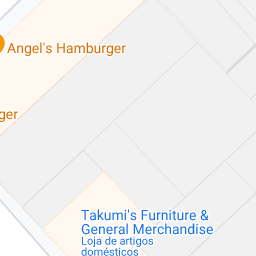 Angel's Hamburger
ger
Takumi's Furniture &
General Merchandise
Loja de artigos
domésticos